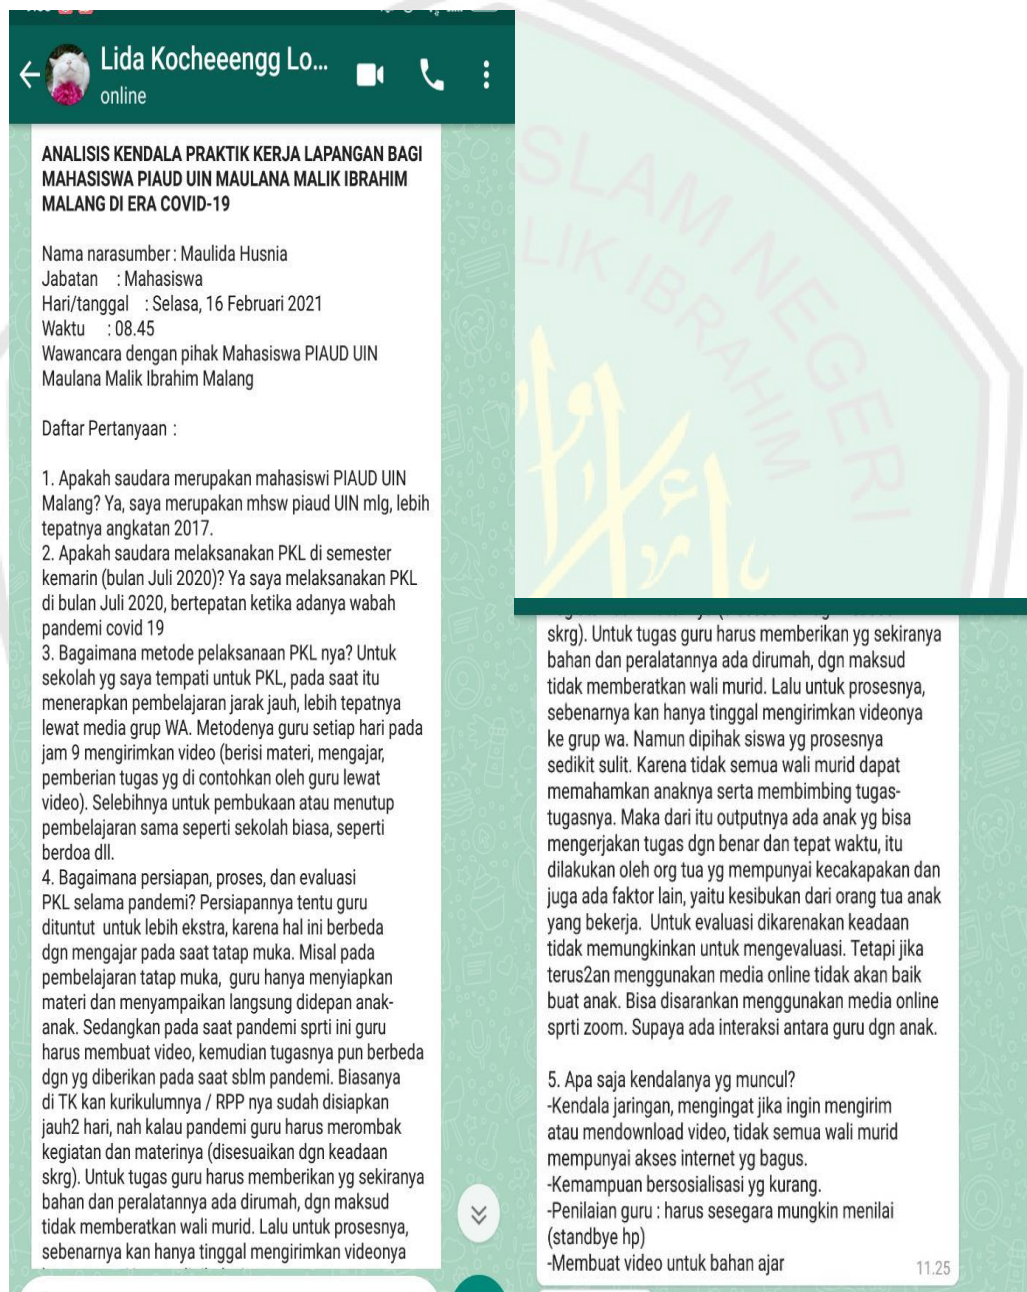 Lida Kocheeengg Lo...
online
ANALISIS KENDALA PRAKTIK KERJA LAPANGAN BAGI
MAHASISWA PIAUD UIN MAULANA MALIK IBRAHIM
MALANG DI ERA COVID-19
Nama narasumber : Maulida Husnia
Jabatan : Mahasiswa
Hari/tanggal : Selasa, 16 Februari 2021
Waktu : 08.45
Wawancara dengan pihak Mahasiswa PIAUD UIN
Maulana Malik Ibrahim Malang
Daftar Pertanyaan :
1. Apakah saudara merupakan mahasiswi PIAUD UIN
Malang? Ya, saya merupakan mhsw piaud UIN mlg, lebih
tepatnya angkatan 2017.
2. Apakah saudara melaksanakan PKL di semester
kemarin (bulan Juli 2020)? Ya saya melaksanakan PKL
di bulan Juli 2020, bertepatan ketika adanya wabah
pandemi covid 19
3. Bagaimana metode pelaksanaan PKL nya? Untuk
sekolah yg saya tempati untuk PKL, pada saat itu
menerapkan pembelajaran jarak jauh, lebih tepatnya
lewat media grup WA. Metodenya guru setiap hari pada
jam 9 mengirimkan video (berisi materi, mengajar,
pemberian tugas yg di contohkan oleh guru lewat
video). Selebihnya untuk pembukaan atau menutup
pembelajaran sama seperti sekolah biasa, seperti
berdoa dll.
4. Bagaimana persiapan, proses, dan evaluasi
PKL selama pandemi? Persiapannya tentu guru
dituntut untuk lebih ekstra, karena hal ini berbeda
dgn mengajar pada saat tatap muka. Misal pada
pembelajaran tatap muka, guru hanya menyiapkan
materi dan menyampaikan langsung didepan anak-
anak. Sedangkan pada saat pandemi sprti ini guru
harus membuat video, kemudian tugasnya pun berbeda
dgn yg diberikan pada saat sblm pandemi. Biasanya
di TK kan kurikulumnya / RPP nya sudah disiapkan
jauh2 hari, nah kalau pandemi guru harus merombak
kegiatan dan materinya (disesuaikan dgn keadaan
skrg). Untuk tugas guru harus memberikan yg sekiranya
bahan dan peralatannya ada dirumah, dgn maksud
tidak memberatkan wali murid. Lalu untuk prosesnya,
sebenarnya kan hanya tinggal mengirimkan videonya
SLAM NEGERI
LIK IBRAHIM
skrg). Untuk tugas guru harus memberikan yg sekiranya
bahan dan peralatannya ada dirumah, dgn maksud
tidak memberatkan wali murid. Lalu untuk prosesnya,
sebenarnya kan hanya tinggal mengirimkan videonya
ke grup wa. Namun dipihak siswa yg prosesnya
sedikit sulit. Karena tidak semua wali murid dapat
memahamkan anaknya serta membimbing tugas-
tugasnya. Maka dari itu outputnya ada anak yg bisa
mengerjakan tugas dgn benar dan tepat waktu, itu
dilakukan oleh org tua yg mempunyai kecakapakan dan
juga ada faktor lain, yaitu kesibukan dari orang tua anak
yang bekerja. Untuk evaluasi dikarenakan keadaan
tidak memungkinkan untuk mengevaluasi. Tetapi jika
terus2an menggunakan media online tidak akan baik
buat anak. Bisa disarankan menggunakan media online
sprti zoom. Supaya ada interaksi antara guru dgn anak.
5. Apa saja kendalanya yg muncul?
-Kendala jaringan, mengingat jika ingin mengirim
atau mendownload video, tidak semua wali murid
mempunyai akses internet yg bagus.
-Kemampuan bersosialisasi yg kurang.
-Penilaian guru : harus sesegara mungkin menilai
(standbye hp)
-Membuat video untuk bahan ajar
11.25